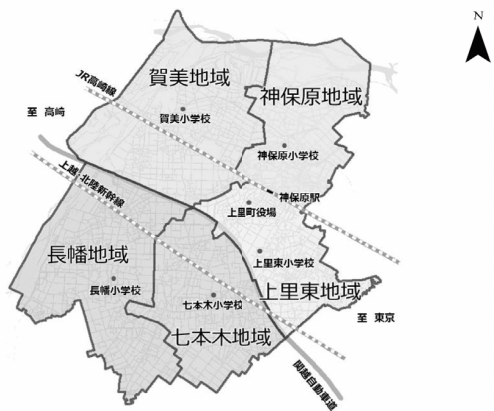 N
賀美地域
JR高崎線
神保原地域
至 高崎
賀美小学校
神保原小学校
上越・北陸新幹線
神保原駅
上里町役場
長幡地域
上里東小学校
長幡小学校
上里東地域
七本木小学校
至 東京
七本木地域
関越自動車道